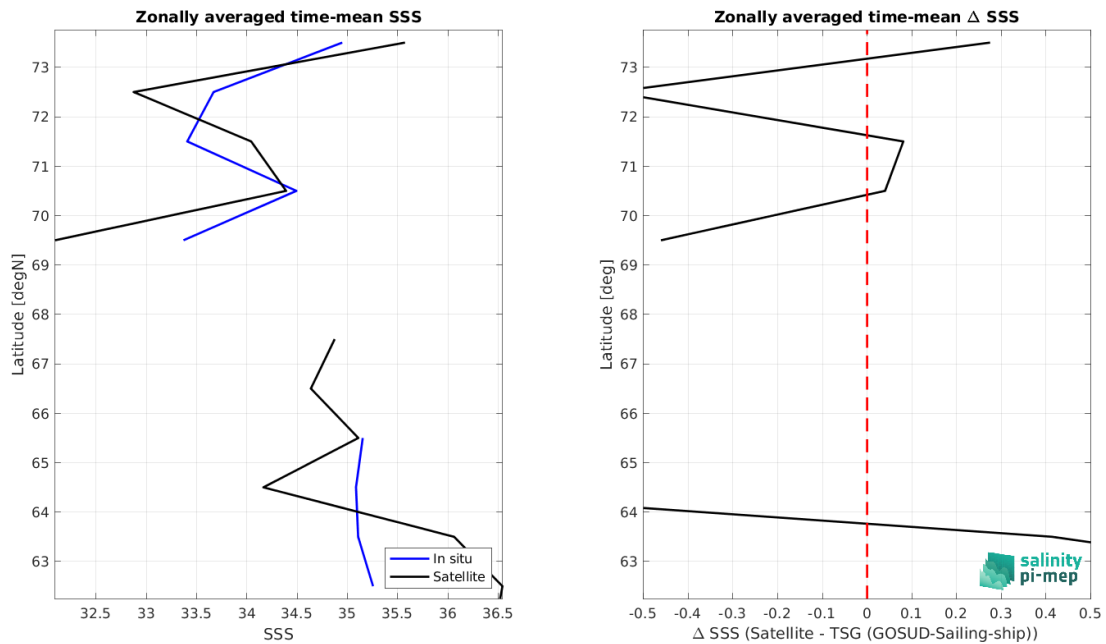 Zonally averaged time-mean SSS
73
72
71
70
69
68
67
66
65
64
63
Latitude [degN]
32.5 33 33.5 34 34.5 35 35.5 36 36.5
SSS
In situ
Satellite
Zonally averaged time-mean Δ SSS
73
72
71
70
69
68
67
66
65
64
63
Latitude [deg]
-0.5 -0.4 -0.3 -0.2 -0.1 0 0.1 0.2 0.3 0.4 0.5
Δ SSS (Satellite - TSG (GOSUD-Sailing-ship))
salinity
pi-mep